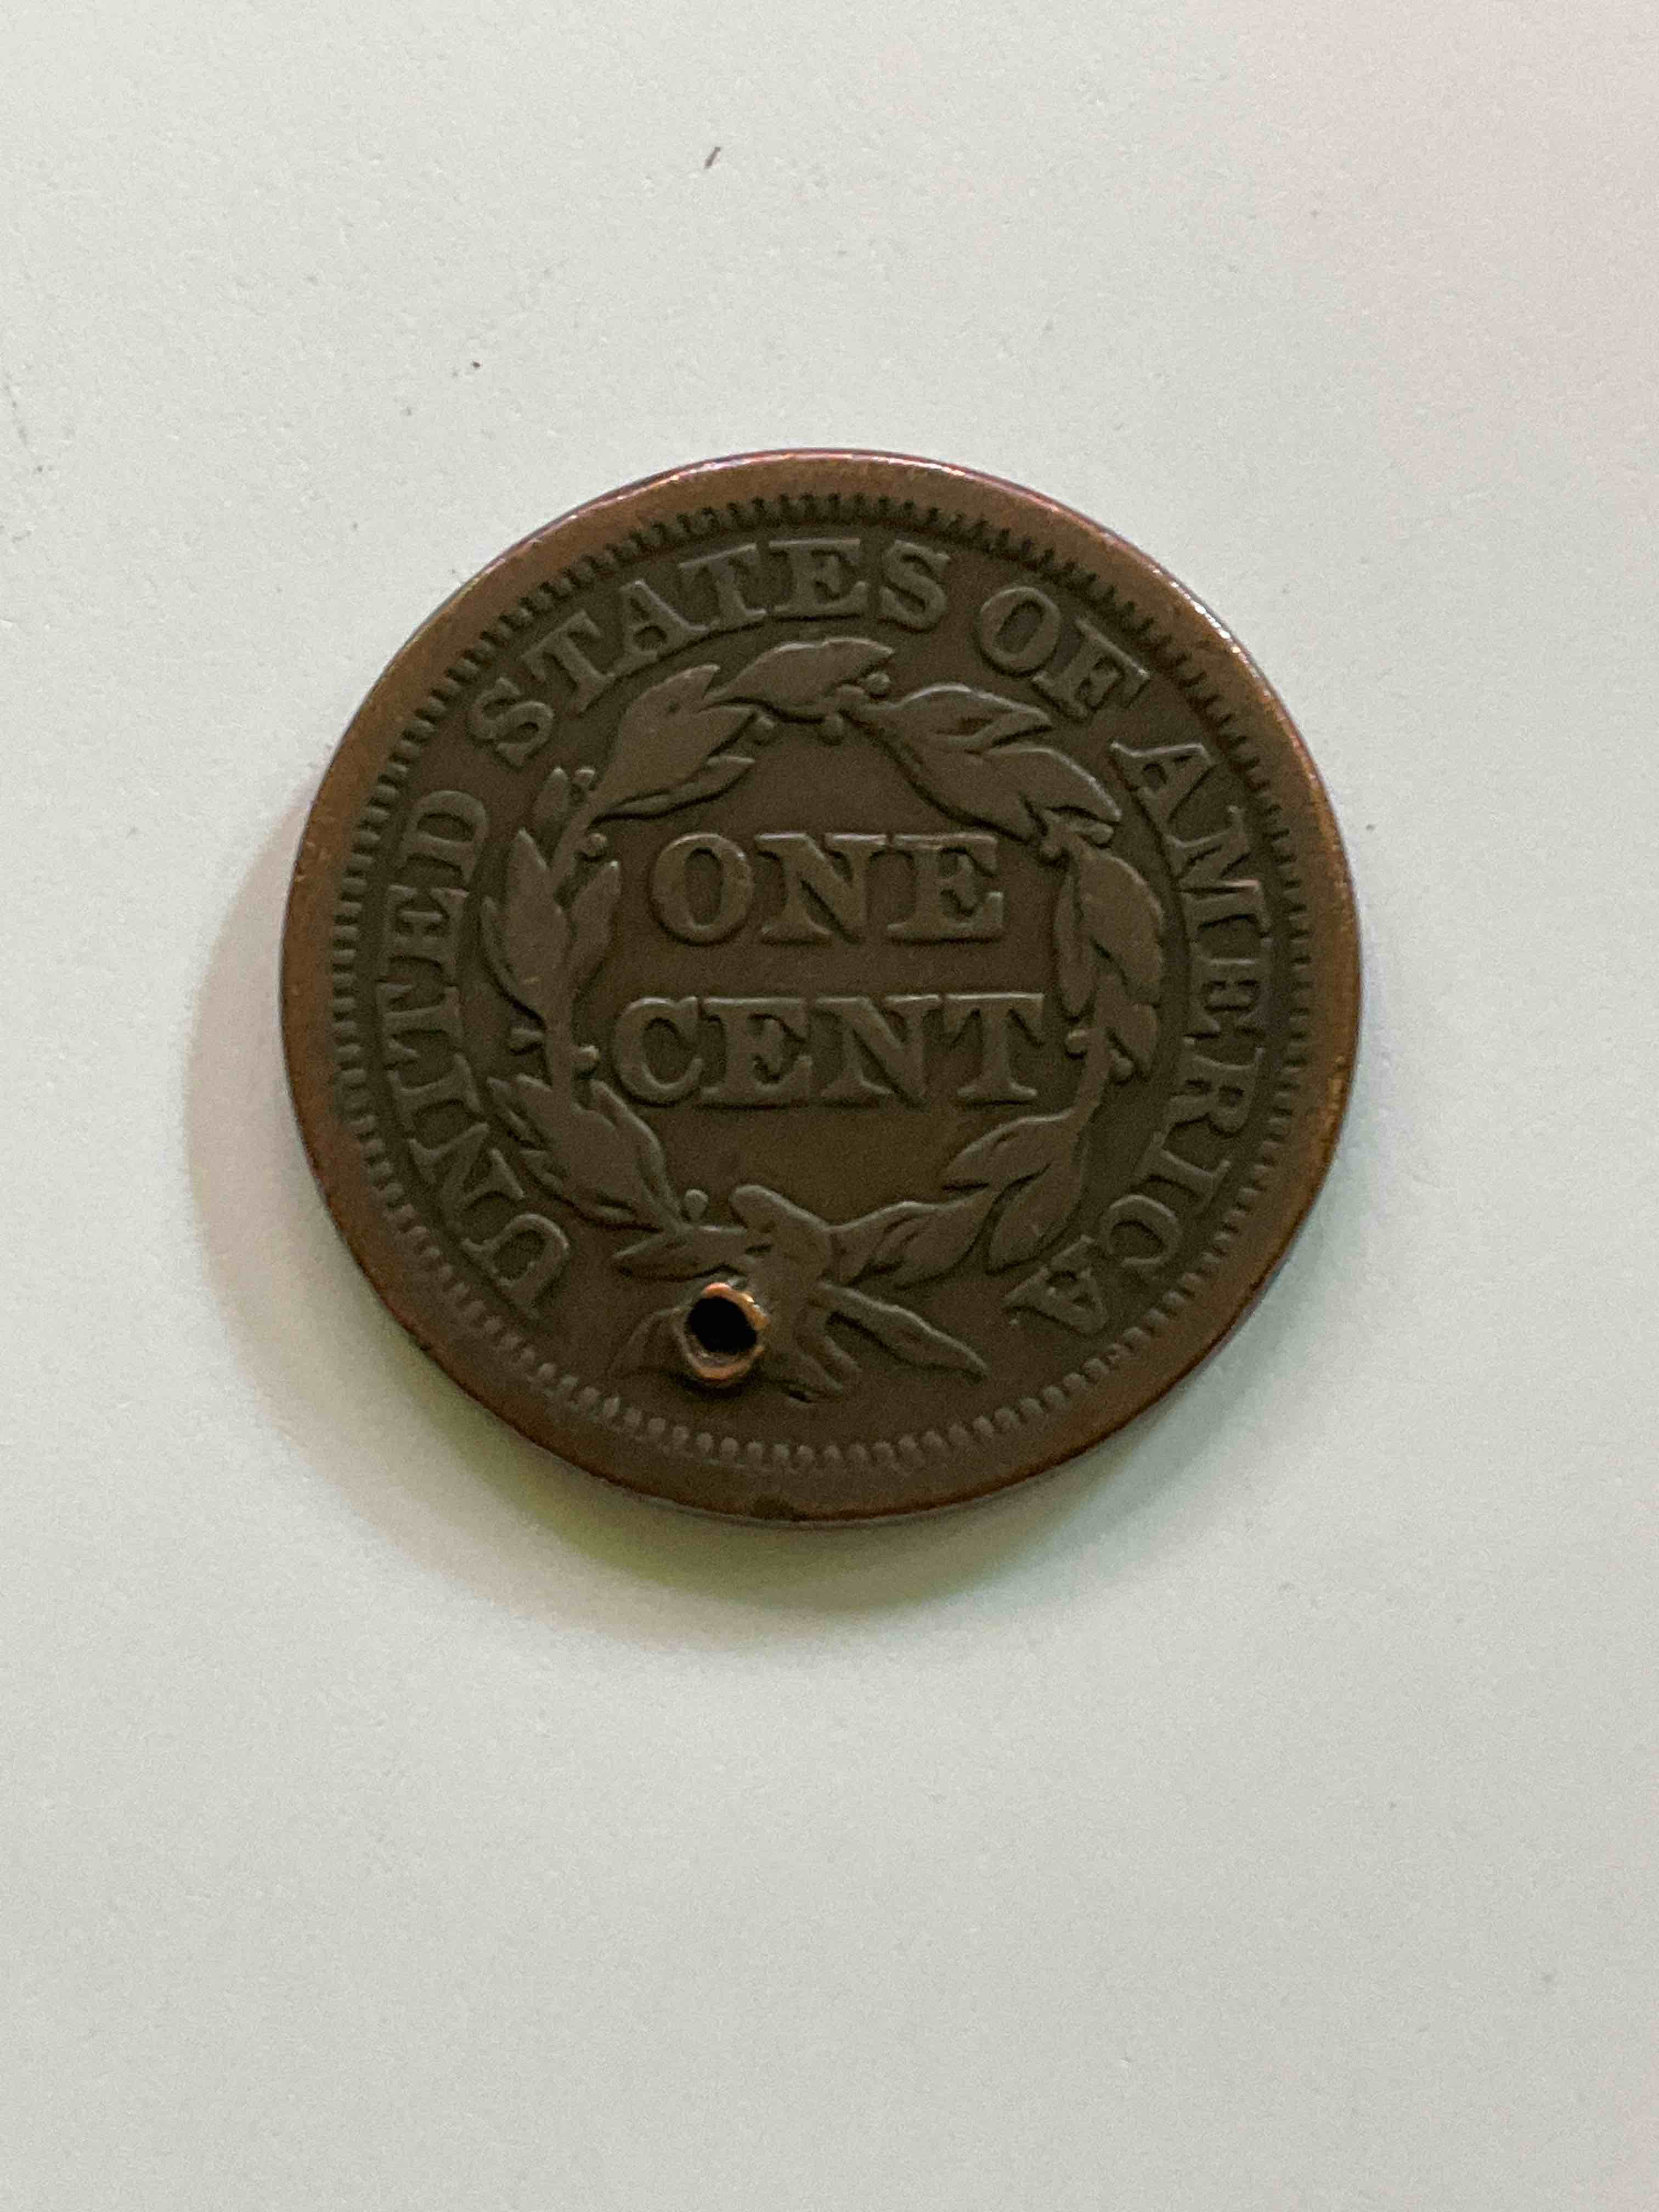 UNITED STATES OF AMERICA
ONE
CENT